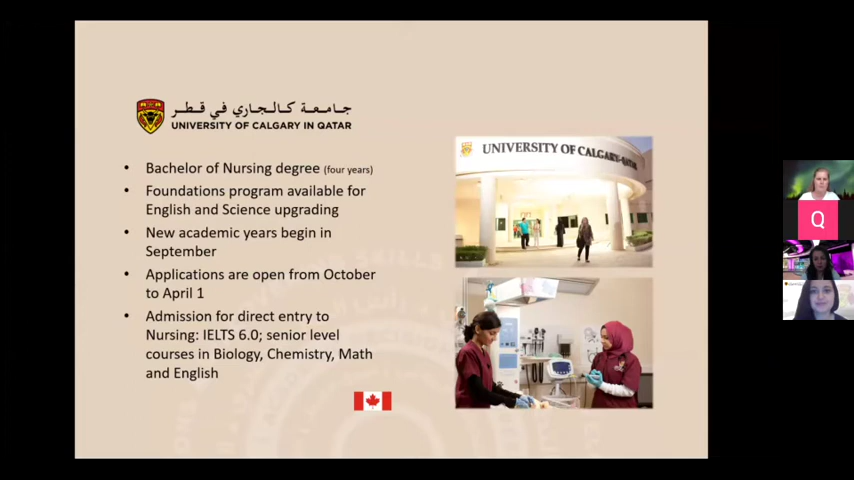 جامعة كالجاري في قطر
UNIVERSITY OF CALGARY IN QATAR
• Bachelor of Nursing degree (four years)
• Foundations program available for
English and Science upgrading
• New academic years begin in
September
• Applications are open from October
to April 1
• Admission for direct entry to
Nursing: IELTS 6.0; senior level
courses in Biology, Chemistry, Math
and English
UNIVERSITY OF CALGARY-QATAR
Q